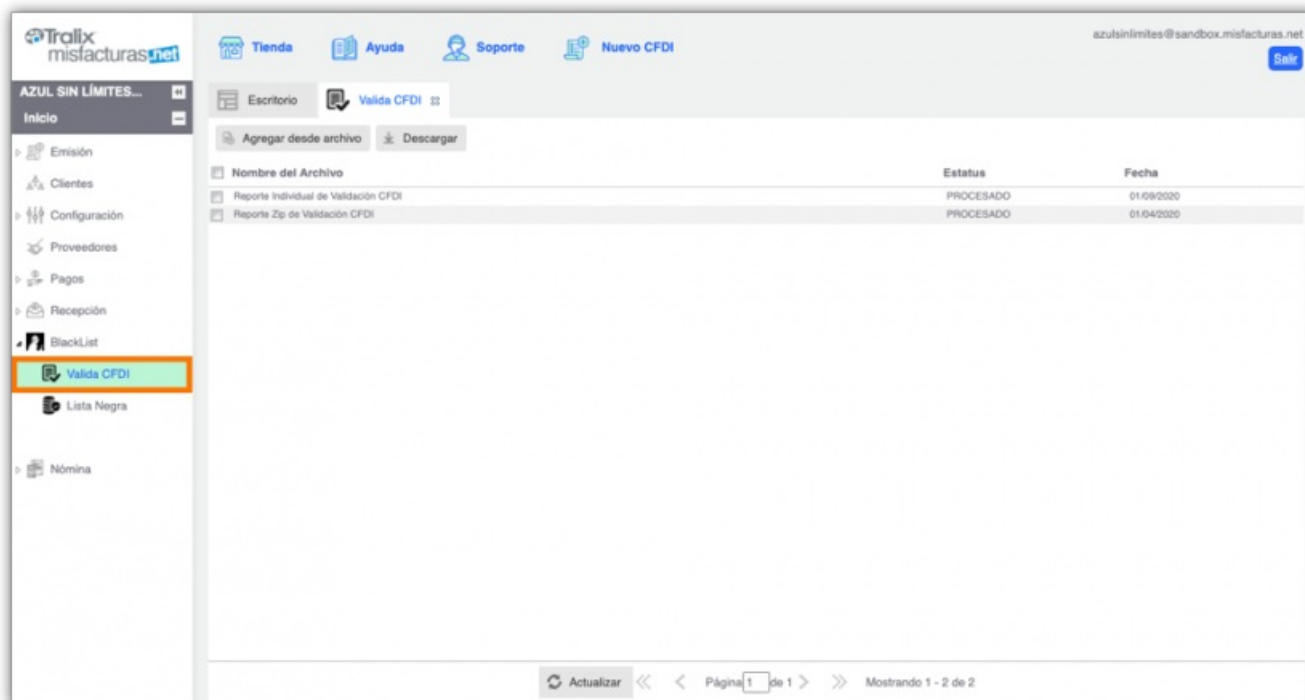 Tralix
misfacturas.net
Tienda
Ayuda
Soporte
Nuevo CFDI
azulsinlimites@sandbox.misfacturas.net
Salir
AZUL SIN LÍMITES...
Inicio
Escritorio
Valida CFDI
Emisión
Clientes
Configuración
Proveedores
Pagos
Recepción
BlackList
Valida CFDI
Lista Negra
Nómina
Agregar desde archivo
Descargar
Nombre del Archivo Estatus Fecha
Reporte Individual de Validación CFDI PROCESADO 01/09/2020
Reporte Zip de Validación CFDI PROCESADO 01/04/2020
Actualizar Página 1 de 1 Mostrando 1 - 2 de 2